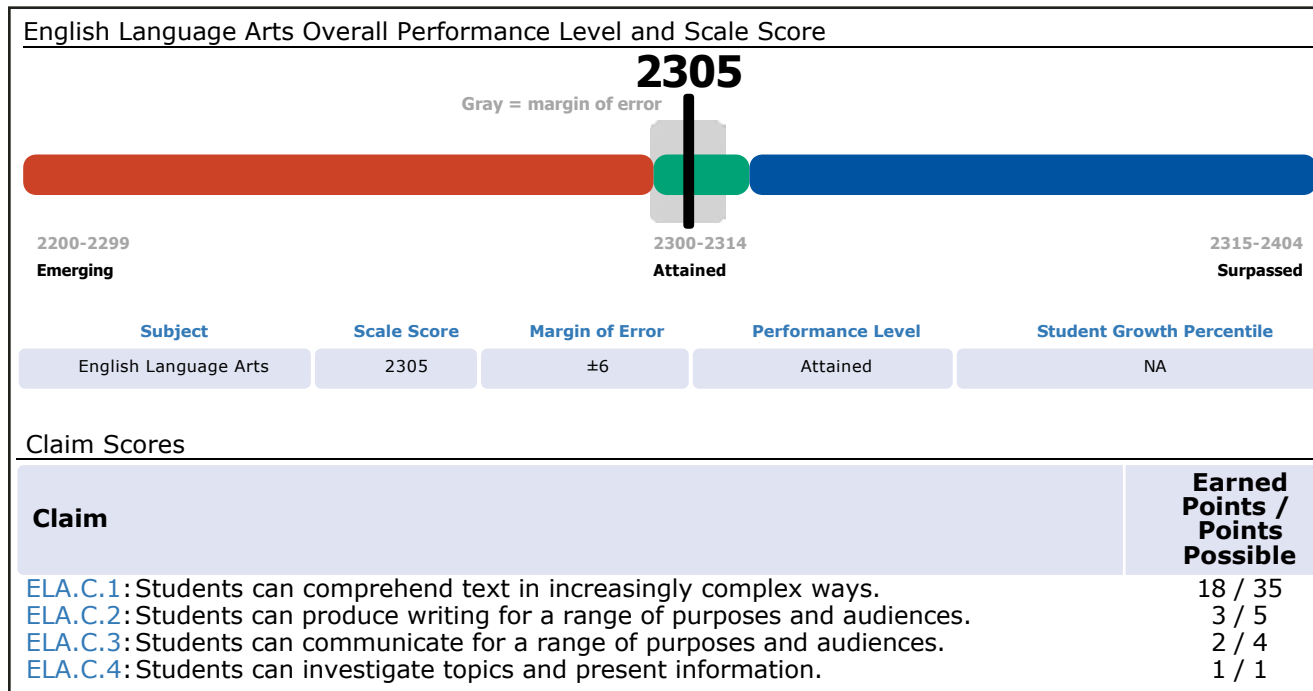 English Language Arts Overall Performance Level and Scale Score
2305
Gray = margin of error
2200-2299 2300-2314 2315-2404
Emerging Attained Surpassed
Subject Scale Score Margin of Error Performance Level Student Growth Percentile
English Language Arts 2305 ±6 Attained NA
Claim Scores
Claim Earned Points / Points Possible
ELA.C.1: Students can comprehend text in increasingly complex ways. 18 / 35
ELA.C.2: Students can produce writing for a range of purposes and audiences. 3 / 5
ELA.C.3: Students can communicate for a range of purposes and audiences. 2 / 4
ELA.C.4: Students can investigate topics and present information. 1 / 1